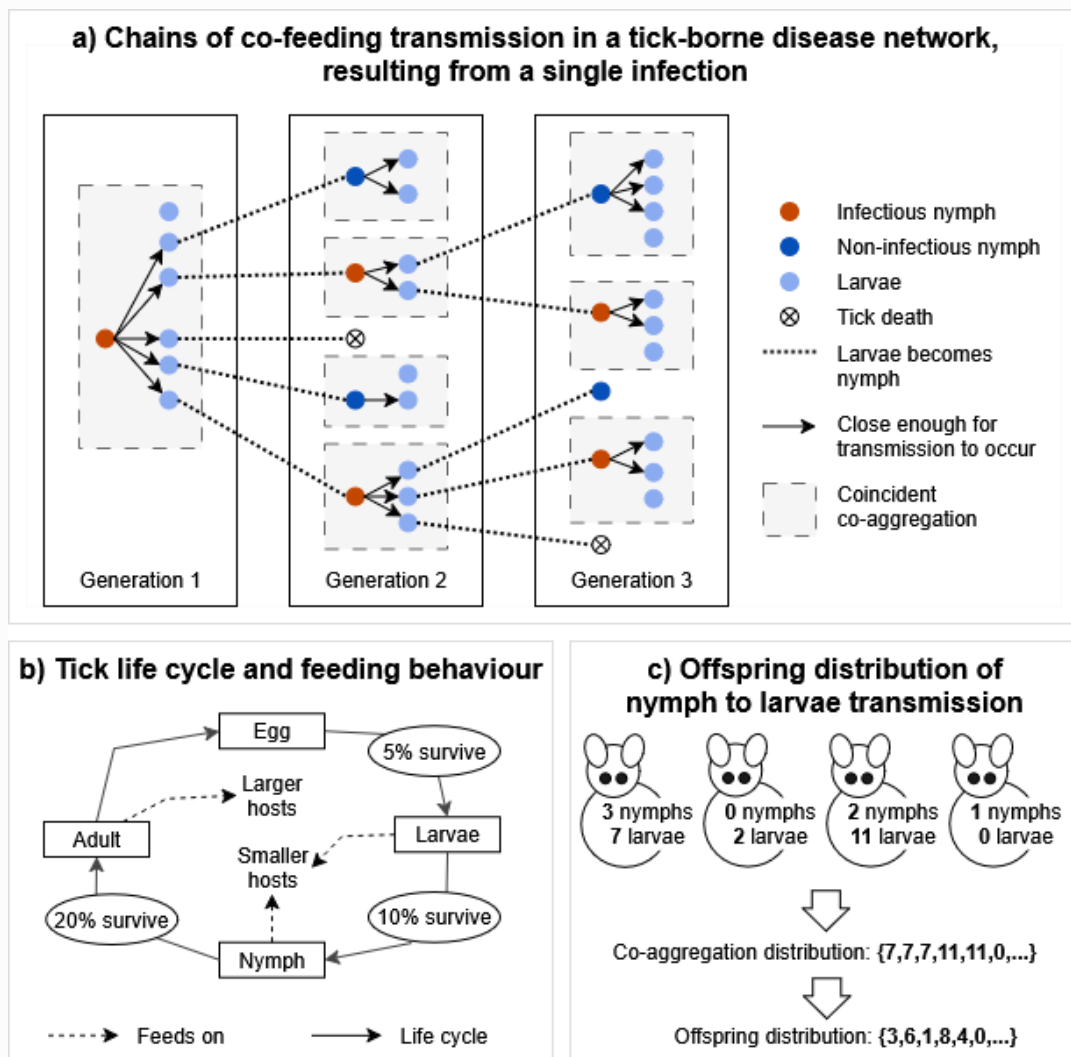 a) Chains of co-feeding transmission in a tick-borne disease network,
resulting from a single infection
Generation 1
Generation 2
Generation 3
Infectious nymph
Non-infectious nymph
Larvae
Tick death
Larvae becomes
nymph
Close enough for
transmission to occur
Coincident
co-aggregation
b) Tick life cycle and feeding behaviour
Egg
5% survive
Larger
hosts
Adult
Larvae
Smaller
hosts
20% survive
10% survive
Nymph
Feeds on
Life cycle
c) Offspring distribution of
nymph to larvae transmission
3 nymphs
7 larvae
0 nymphs
2 larvae
2 nymphs
11 larvae
1 nymphs
0 larvae
Co-aggregation distribution: {7,7,7,11,11,0,...}
Offspring distribution: {3,6,1,8,4,0,...}